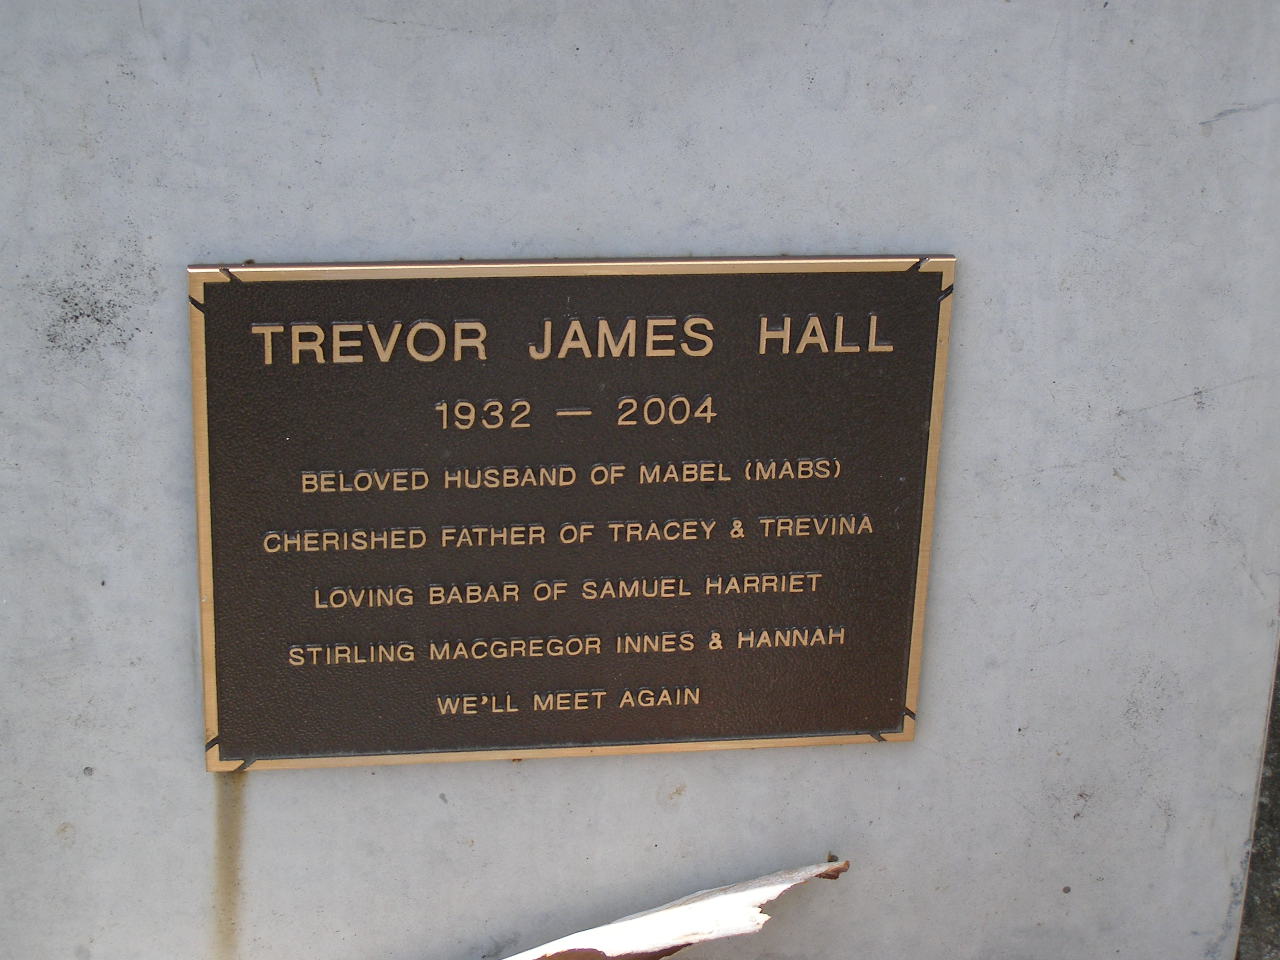 TREVOR JAMES HALL
1932 — 2004
BELOVED HUSBAND OF MABEL (MABS)
CHERISHED FATHER OF TRACEY & TREVINA
LOVING BABAR OF SAMUEL HARRIET
STIRLING MACGREGOR INNES & HANNAH
WE'LL MEET AGAIN